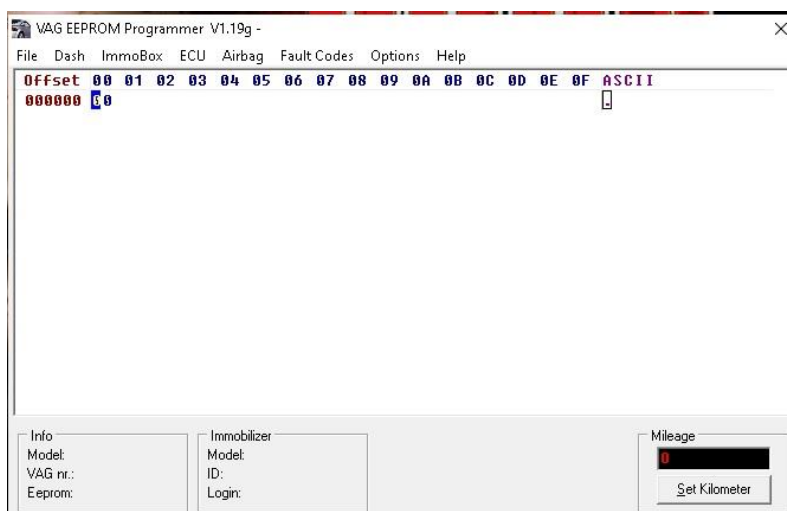 VAG EEPROM Programmer V1.19g -
File Dash ImmoBox ECU Airbag Fault Codes Options Help
Offset 00 01 02 03 04 05 06 07 08 09 0A 0B 0C 0D 0E 0F ASCII
000000 00 .
Info
Model:
VAG nr.:
Eeprom:
Immobilizer
Model:
ID:
Login:
Mileage
0
Set Kilometer